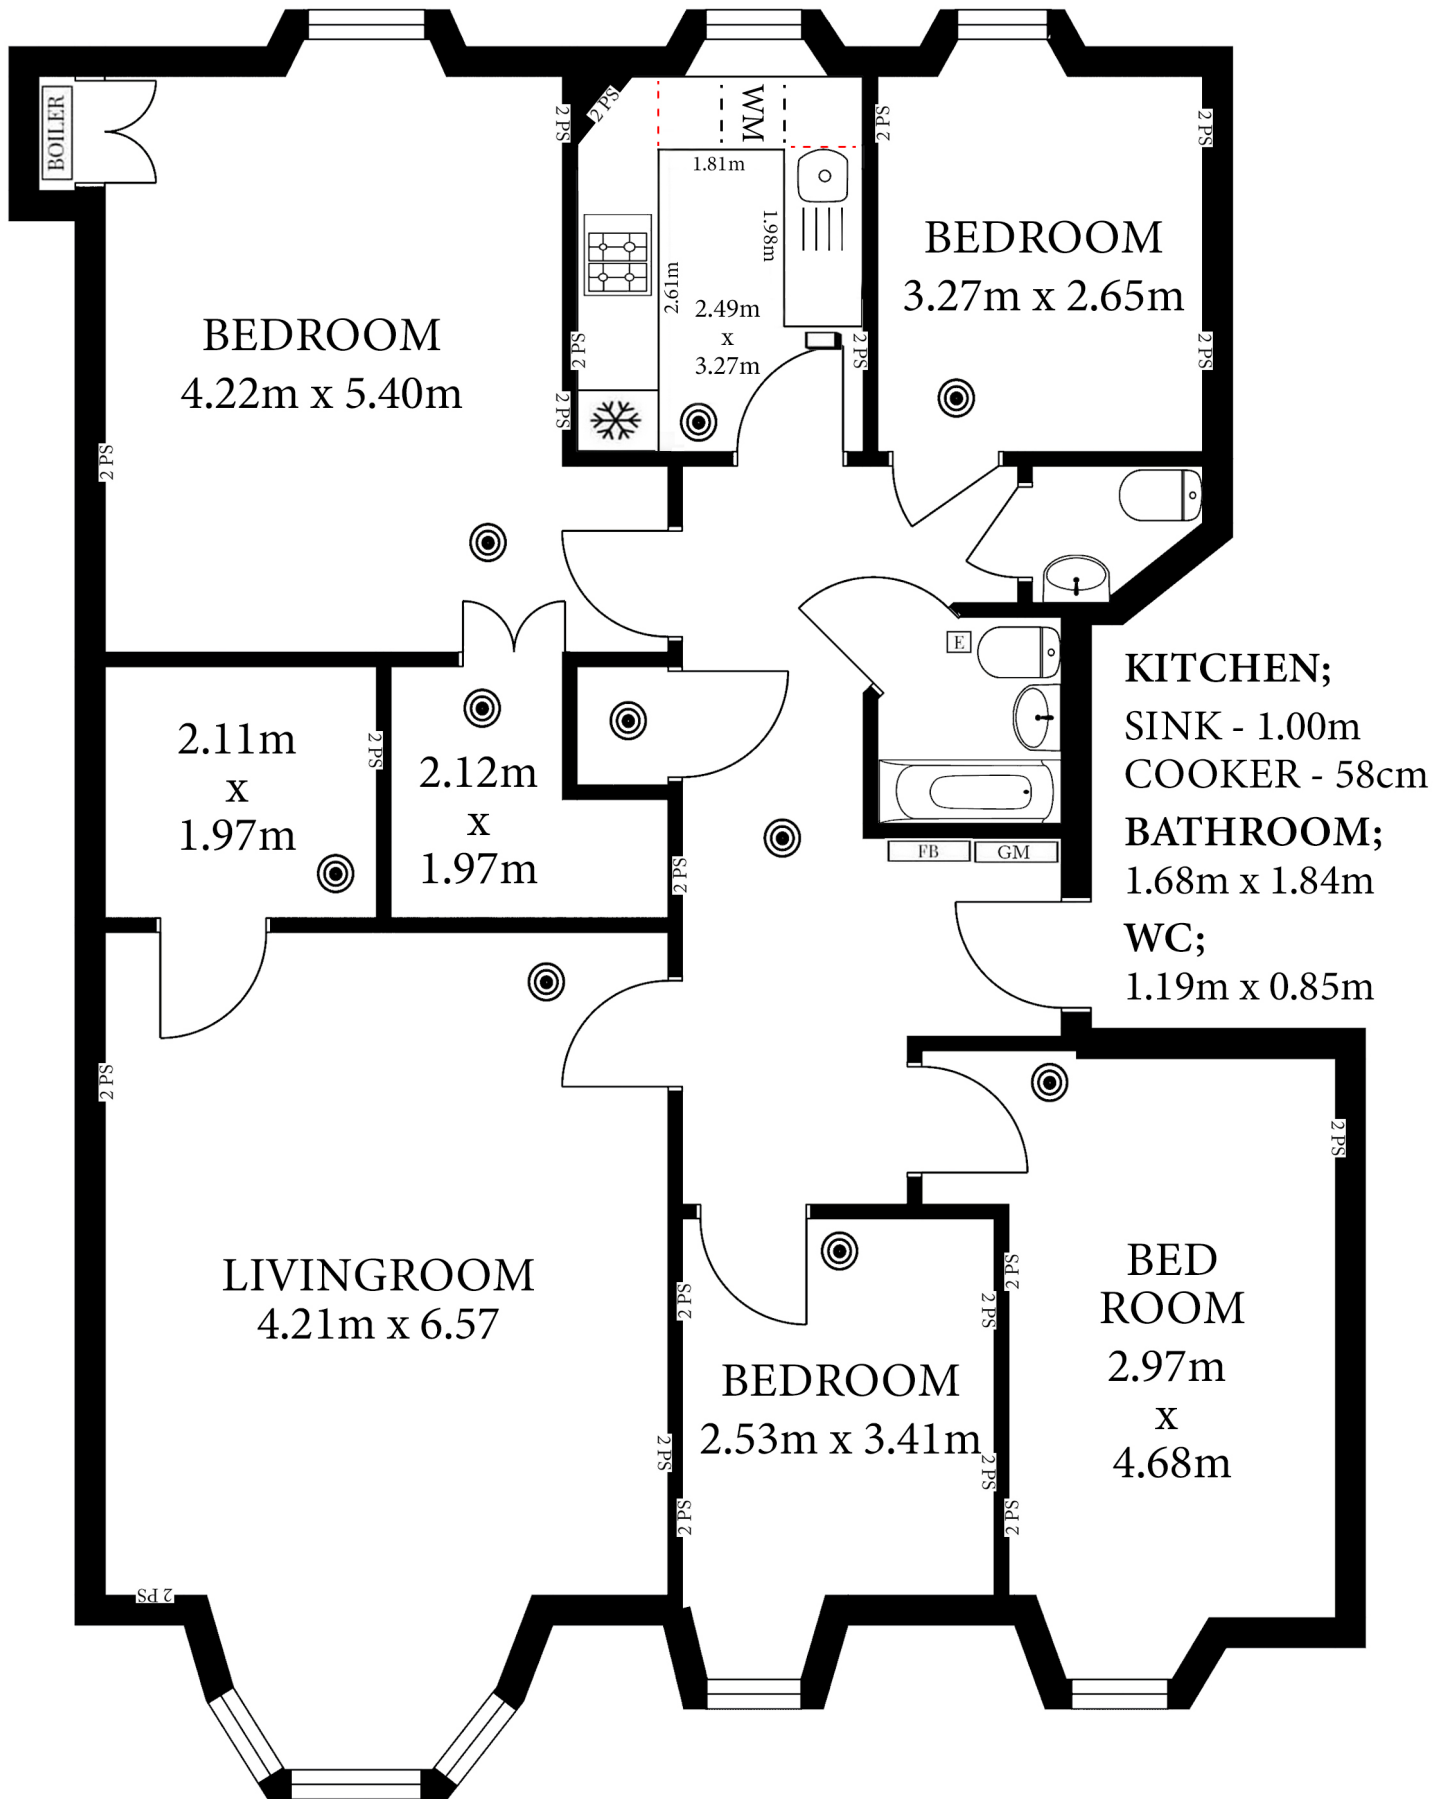 BOILER
2 PS
2 PS
WM
2 PS
2 PS
1.81m
1.98m
2.61m
2.49m
x
3.27m
BEDROOM
3.27m x 2.65m
BEDROOM
4.22m x 5.40m
2 PS
2 PS
2 PS
2 PS
2 PS
E
KITCHEN;
SINK - 1.00m
COOKER - 58cm
BATHROOM;
1.68m x 1.84m
WC;
1.19m x 0.85m
2.11m
x
1.97m
2 PS
2.12m
x
1.97m
2 PS
FB
GM
2 PS
2 PS
LIVINGROOM
4.21m x 6.57
2 PS
2 PS
2 PS
BED
ROOM
2.97m
x
4.68m
BEDROOM
2.53m x 3.41m
2 PS
2 PS
2 PS
2 PS
2 PS